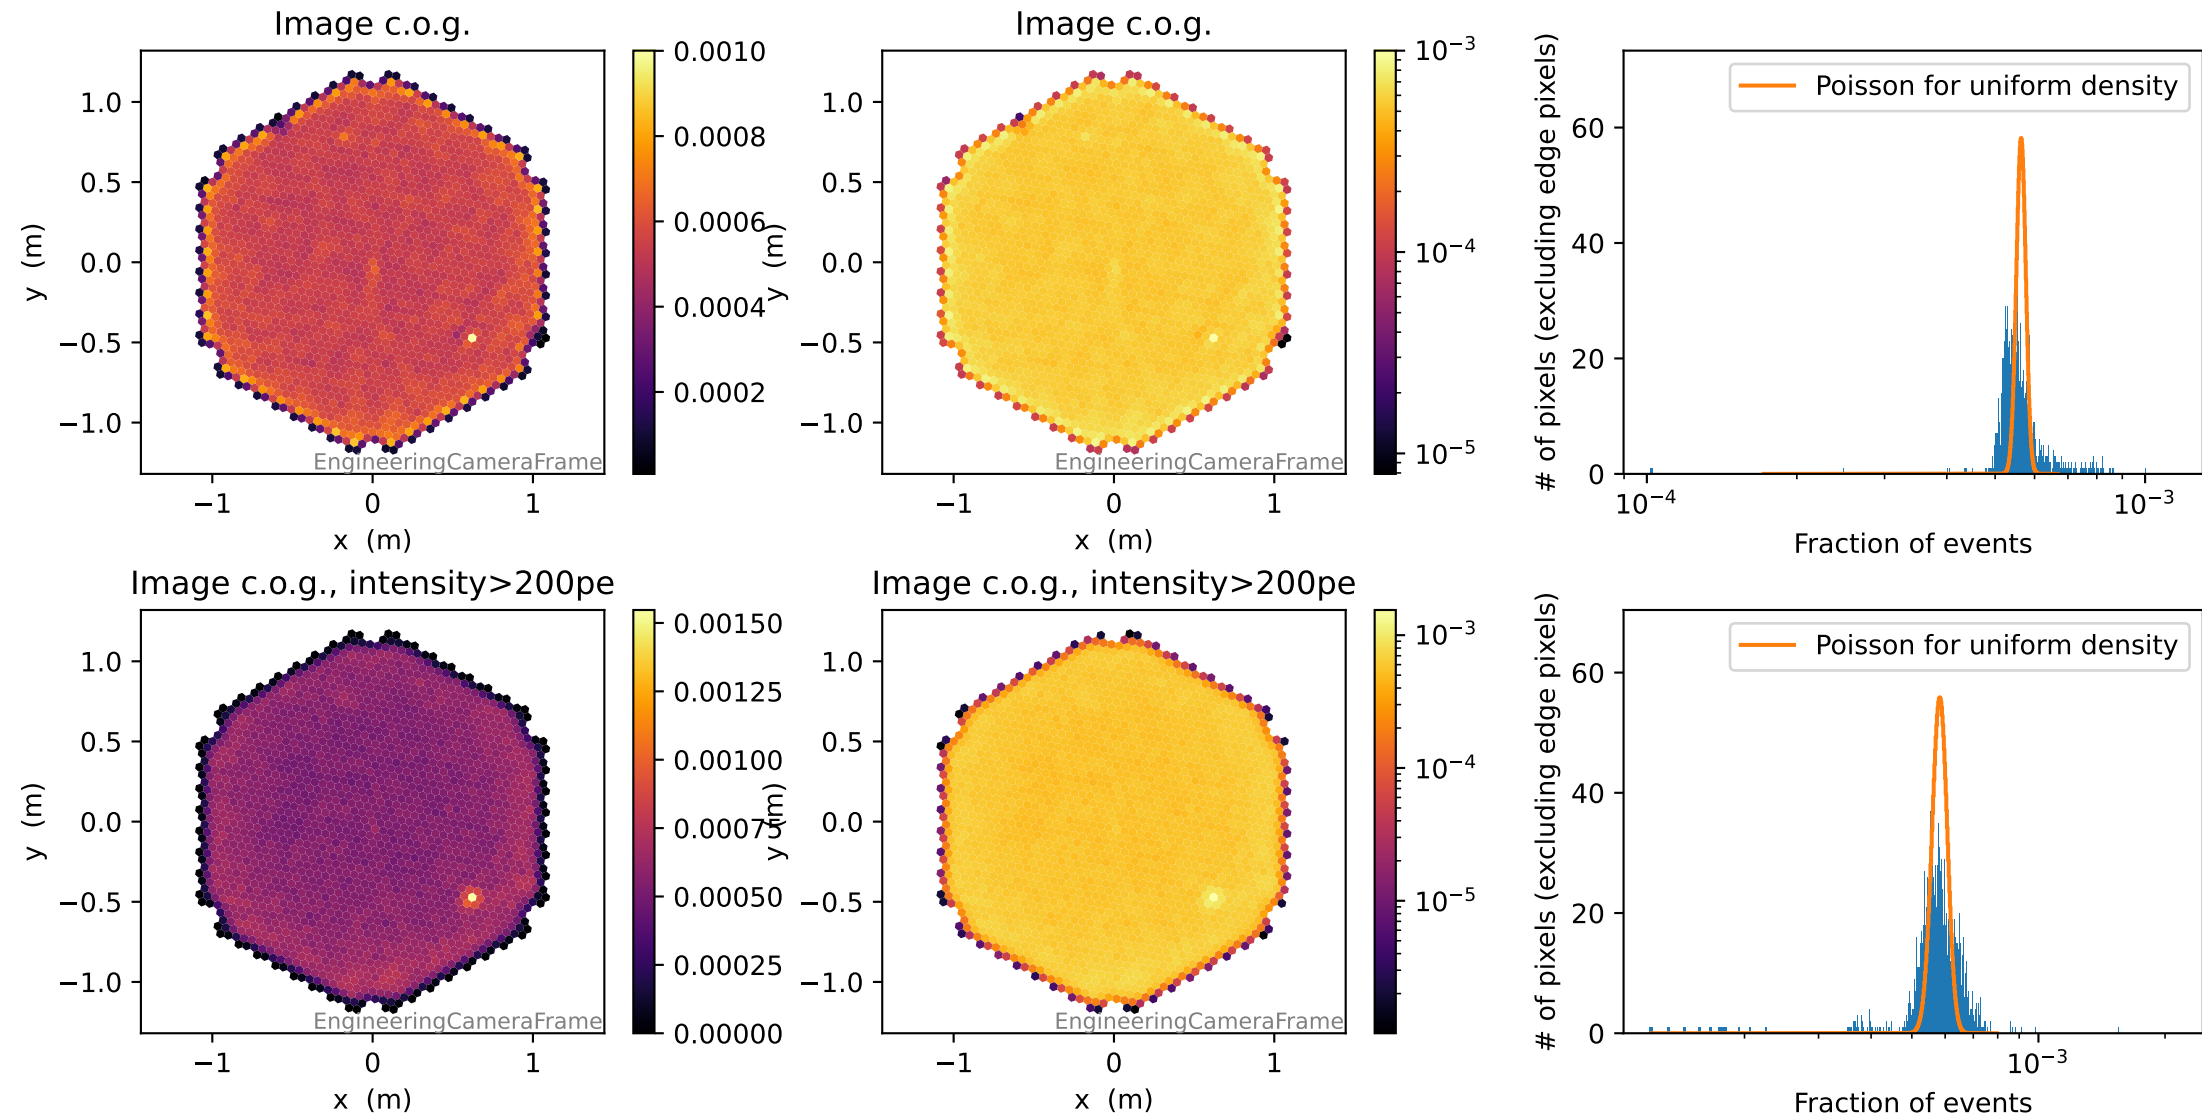 Image c.o.g.
1.0
0.5
0.0
−0.5
−1.0
y (m)
−1
0
1
x (m)
EngineeringCameraFrame
0.0010
0.0008
0.0006
0.0004
0.0002
Image c.o.g.
1.0
0.5
0.0
−0.5
−1.0
y (m)
−1
0
1
x (m)
EngineeringCameraFrame
10⁻³
10⁻⁴
10⁻⁵
Poisson for uniform density
60
40
20
0
# of pixels (excluding edge pixels)
10⁻⁴
10⁻³
Fraction of events
Image c.o.g., intensity>200pe
1.0
0.5
0.0
−0.5
−1.0
y (m)
−1
0
1
x (m)
EngineeringCameraFrame
0.00150
0.00125
0.00100
0.00075
0.00050
0.00025
0.00000
Image c.o.g., intensity>200pe
1.0
0.5
0.0
−0.5
−1.0
y (m)
−1
0
1
x (m)
EngineeringCameraFrame
10⁻³
10⁻⁴
10⁻⁵
Poisson for uniform density
60
40
20
0
# of pixels (excluding edge pixels)
10⁻³
Fraction of events